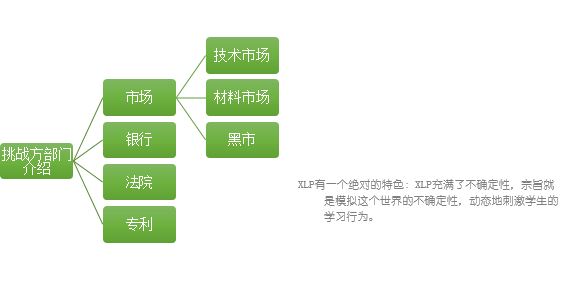 技术市场
市场
材料市场
银行
黑市
挑战方部门
介绍
法院
专利
XLP有一个绝对的特色：XLP充满了不确定性，宗旨就
是模拟这个世界的不确定性，动态地刺激学生的
学习行为。